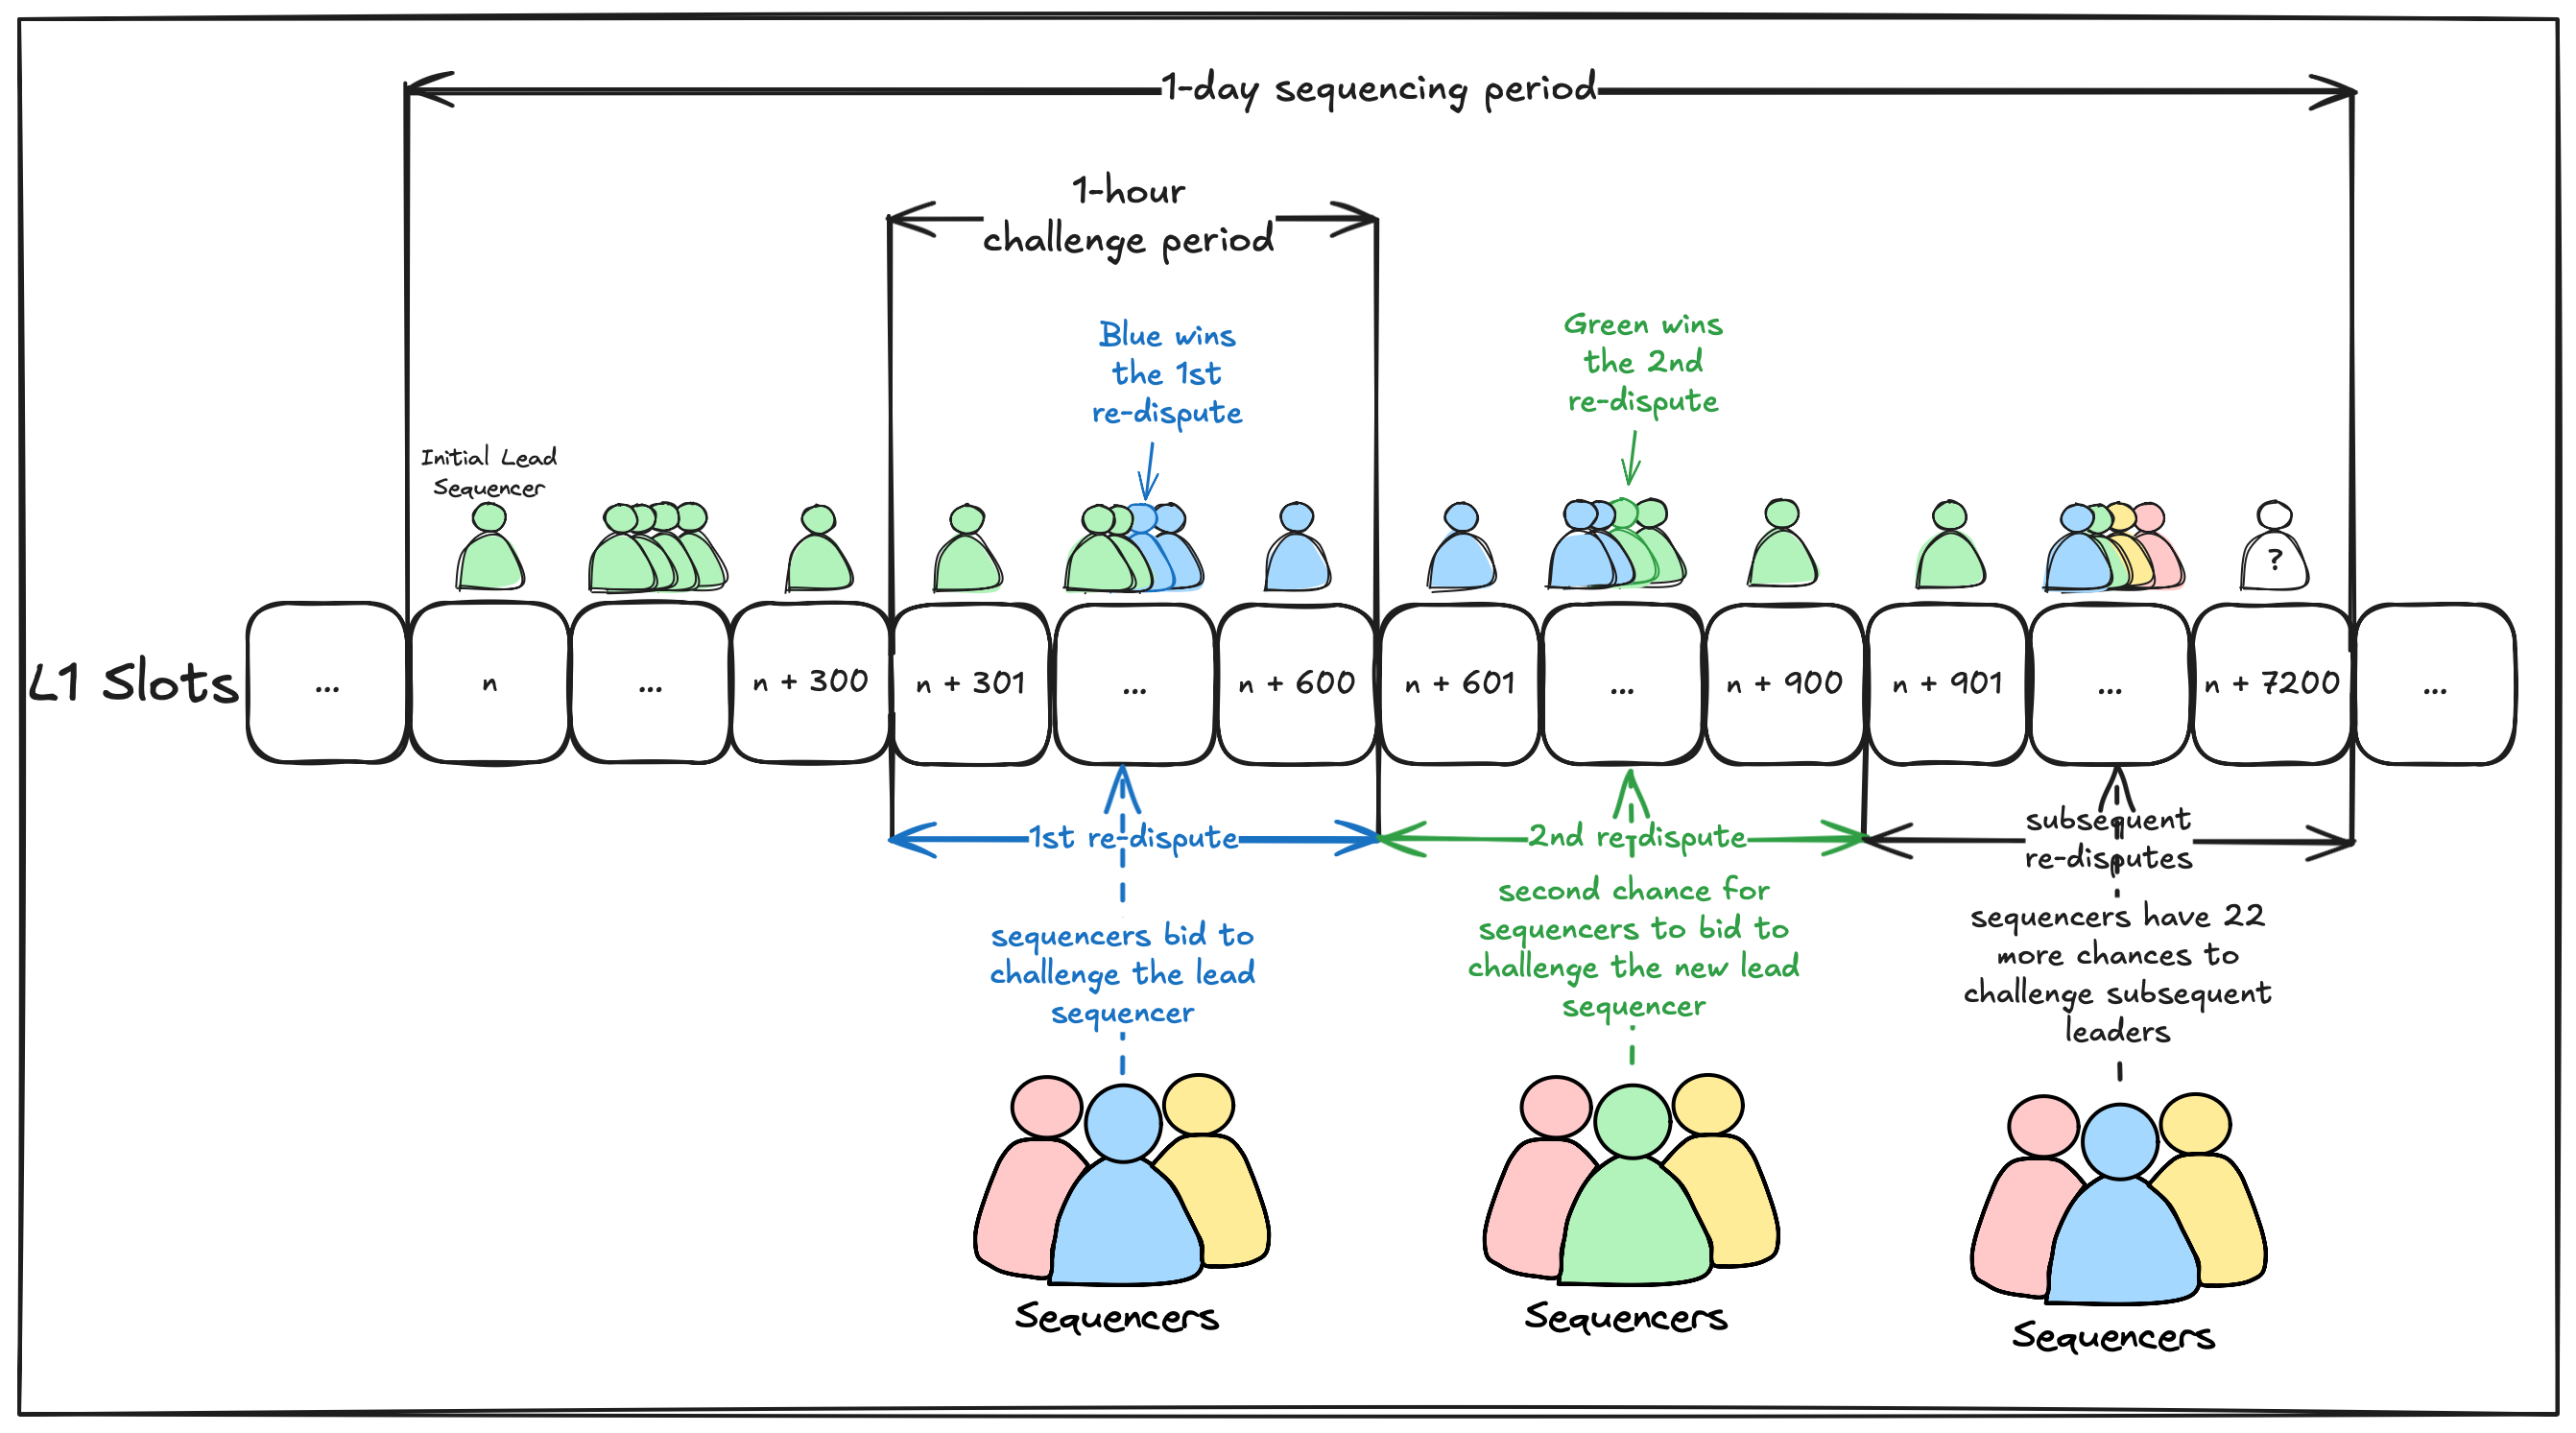 1-day sequencing period
1-hour
challenge period
Blue wins
the 1st
re-dispute
Green wins
the 2nd
re-dispute
Initial Lead
Sequencer
?
L1 Slots
...
n
...
n + 300
n + 301
...
n + 600
n + 601
...
n + 900
n + 901
...
n + 7200
...
1st re-dispute
2nd re-dispute
subsequent
re-disputes
sequencers bid to
challenge the lead
sequencer
second chance for
sequencers to bid to
challenge the new lead
sequencer
sequencers have 22
more chances to
challenge subsequent
leaders
Sequencers
Sequencers
Sequencers